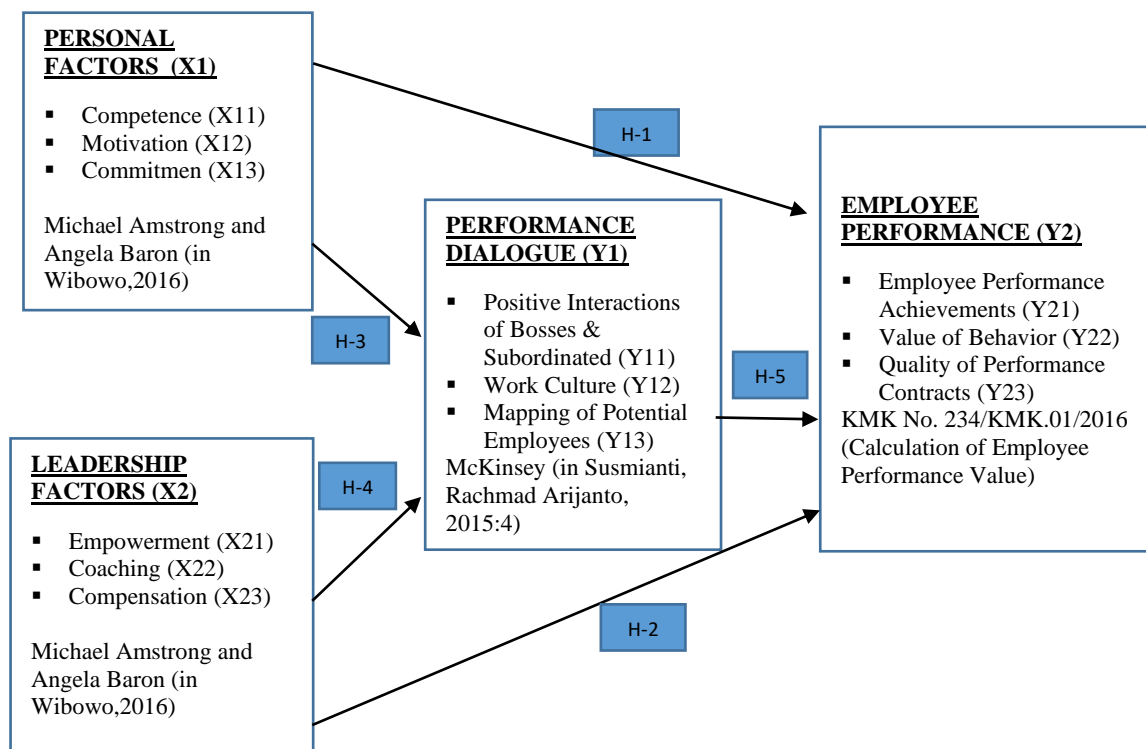 PERSONAL
FACTORS (X1)
▪ Competence (X11)
▪ Motivation (X12)
▪ Commitmen (X13)
Michael Amstrong and
Angela Baron (in
Wibowo,2016)
H-1
H-3
PERFORMANCE
DIALOGUE (Y1)
▪ Positive Interactions
of Bosses &
Subordinated (Y11)
▪ Work Culture (Y12)
▪ Mapping of Potential
Employees (Y13)
McKinsey (in Susmianti,
Rachmad Arijanto,
2015:4)
H-5
EMPLOYEE
PERFORMANCE (Y2)
▪ Employee Performance
Achievements (Y21)
▪ Value of Behavior (Y22)
▪ Quality of Performance
Contracts (Y23)
KMK No. 234/KMK.01/2016
(Calculation of Employee
Performance Value)
LEADERSHIP
FACTORS (X2)
▪ Empowerment (X21)
▪ Coaching (X22)
▪ Compensation (X23)
Michael Amstrong and
Angela Baron (in
Wibowo,2016)
H-4
H-2